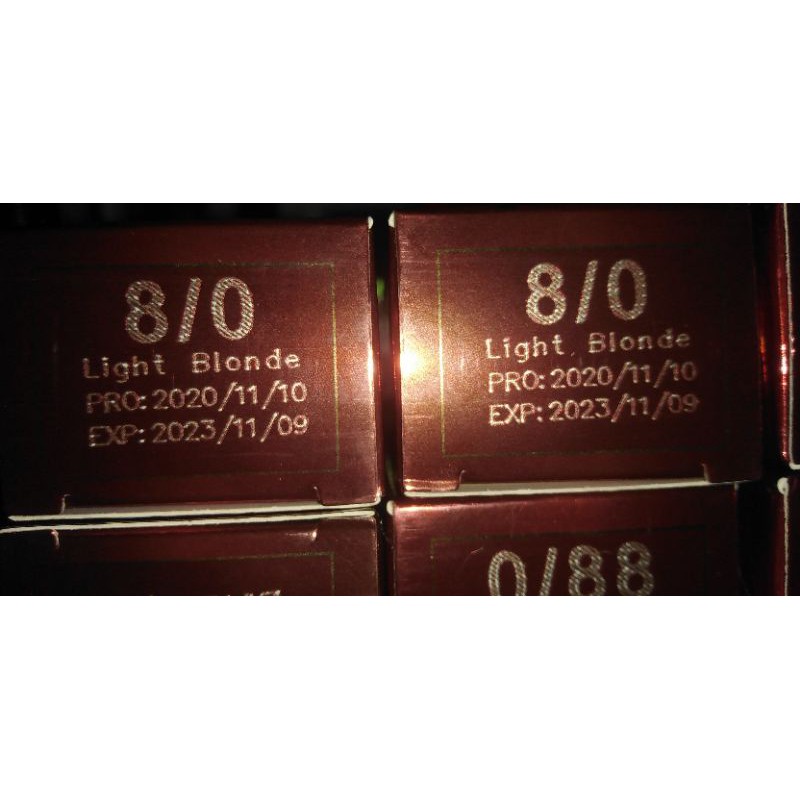 8/0
Light Blonde
PRO: 2020/11/10
EXP: 2023/11/09
8/0
Light Blonde
PRO: 2020/11/10
EXP: 2023/11/09
0/88